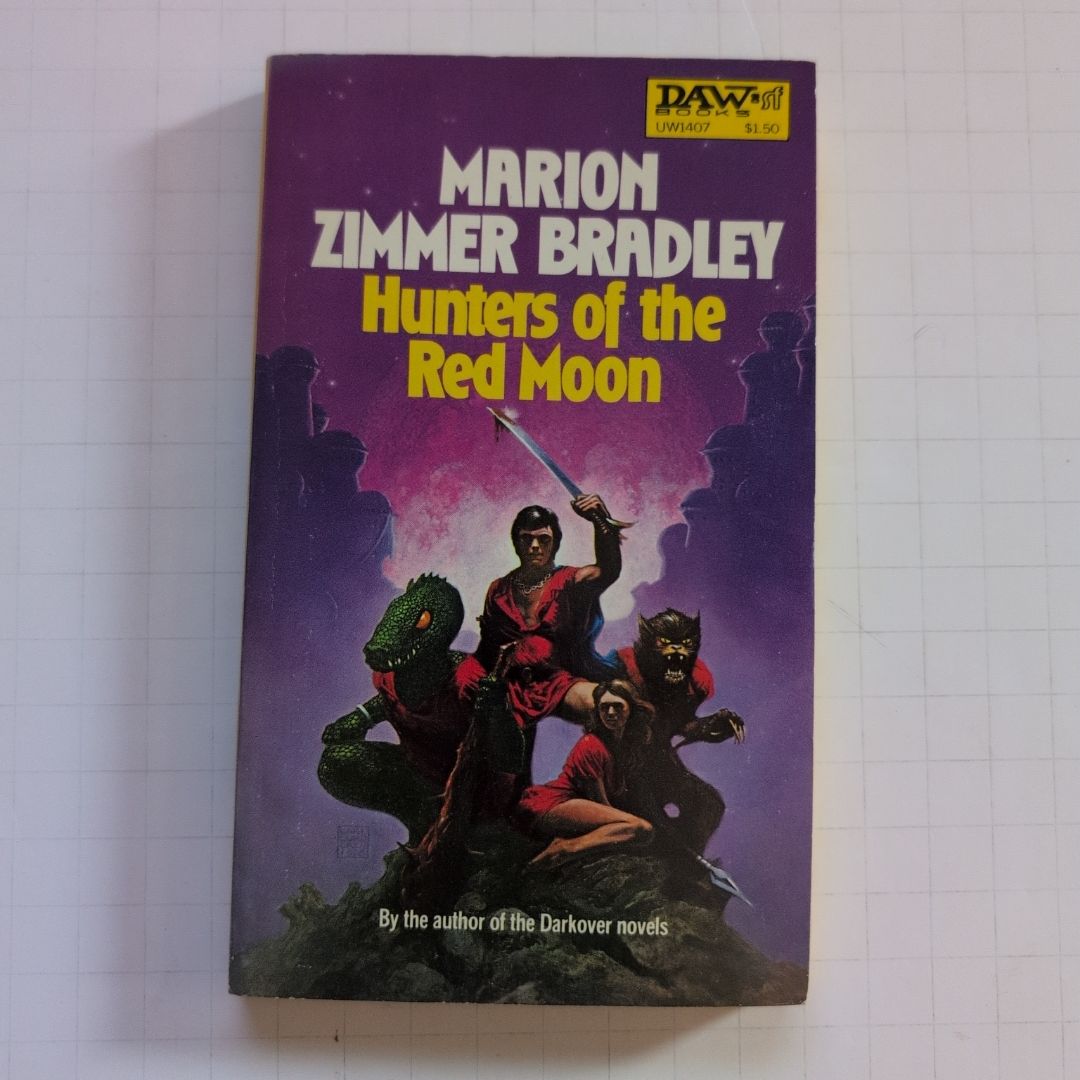 DAW=sf
BOOKS
UW1407 $1.50
MARION
ZIMMER BRADLEY
Hunters of the
Red Moon
By the author of the Darkover novels